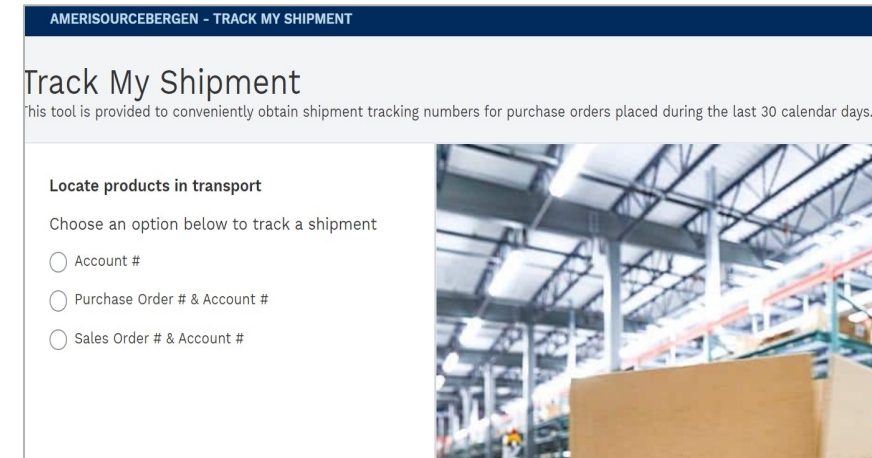 AMERISOURCEBERGEN - TRACK MY SHIPMENT
Track My Shipment
This tool is provided to conveniently obtain shipment tracking numbers for purchase orders placed during the last 30 calendar days.
Locate products in transport
Choose an option below to track a shipment
Account #
Purchase Order # & Account #
Sales Order # & Account #